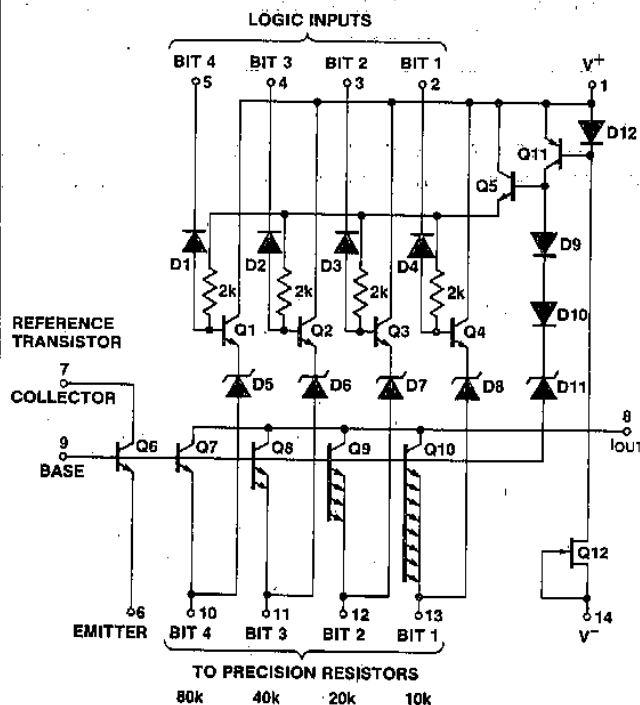 LOGIC INPUTS
BIT 4 BIT 3 BIT 2 BIT 1 V+
5 4 3 2 1
D12
Q11
Q5
D9
D1 D2 D3 D4
2k 2k 2k 2k
D10
Q1 Q2 Q3 Q4
REFERENCE
TRANSISTOR
7
COLLECTOR
D5 D6 D7 D8 D11
8
IOUT
9
BASE
Q6 Q7 Q8 Q9 Q10
Q12
6 10 11 12 13 14
EMITTER BIT 4 BIT 3 BIT 2 BIT 1 V−
TO PRECISION RESISTORS
80k 40k 20k 10k